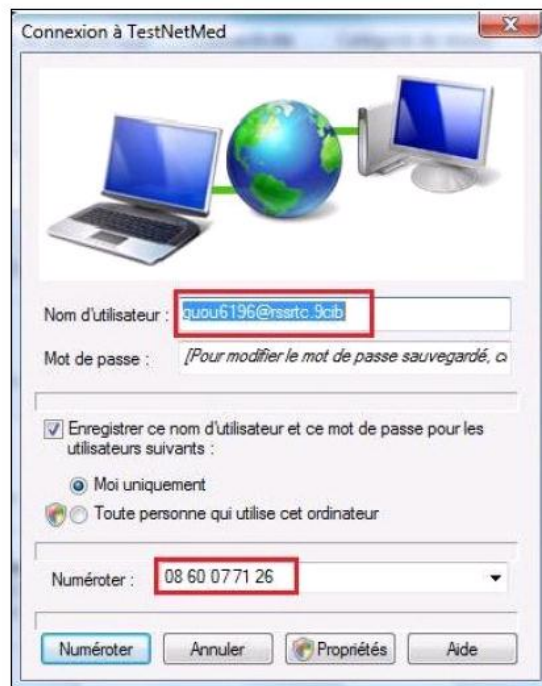 Connexion à TestNetMed
Nom d'utilisateur : guou6196@rssrtc.9cib
Mot de passe : [Pour modifier le mot de passe sauvegardé,
Enregistrer ce nom d'utilisateur et ce mot de passe pour les
utilisateurs suivants :
Moi uniquement
Toute personne qui utilise cet ordinateur
Numéroter : 08 60 07 71 26
Numéroter Annuler Propriétés Aide